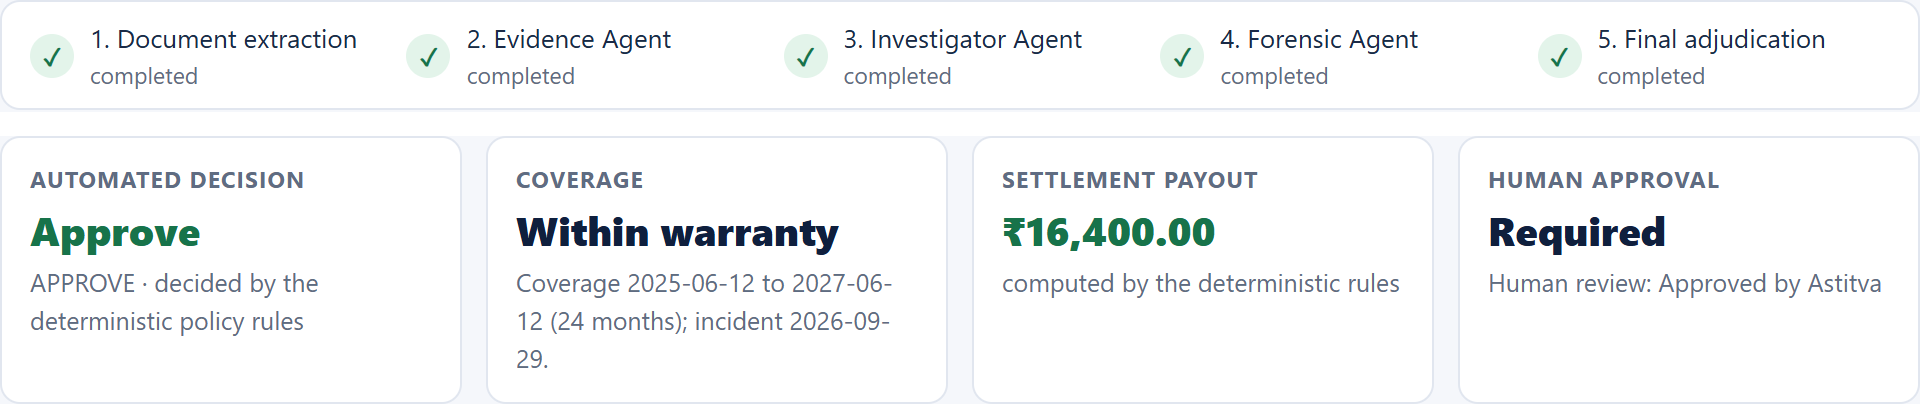 ✓ 1. Document extraction
completed
✓ 2. Evidence Agent
completed
✓ 3. Investigator Agent
completed
✓ 4. Forensic Agent
completed
✓ 5. Final adjudication
completed
AUTOMATED DECISION
Approve
APPROVE · decided by the
deterministic policy rules
COVERAGE
Within warranty
Coverage 2025-06-12 to 2027-06-
12 (24 months); incident 2026-09-
29.
SETTLEMENT PAYOUT
₹16,400.00
computed by the deterministic rules
HUMAN APPROVAL
Required
Human review: Approved by Astitva